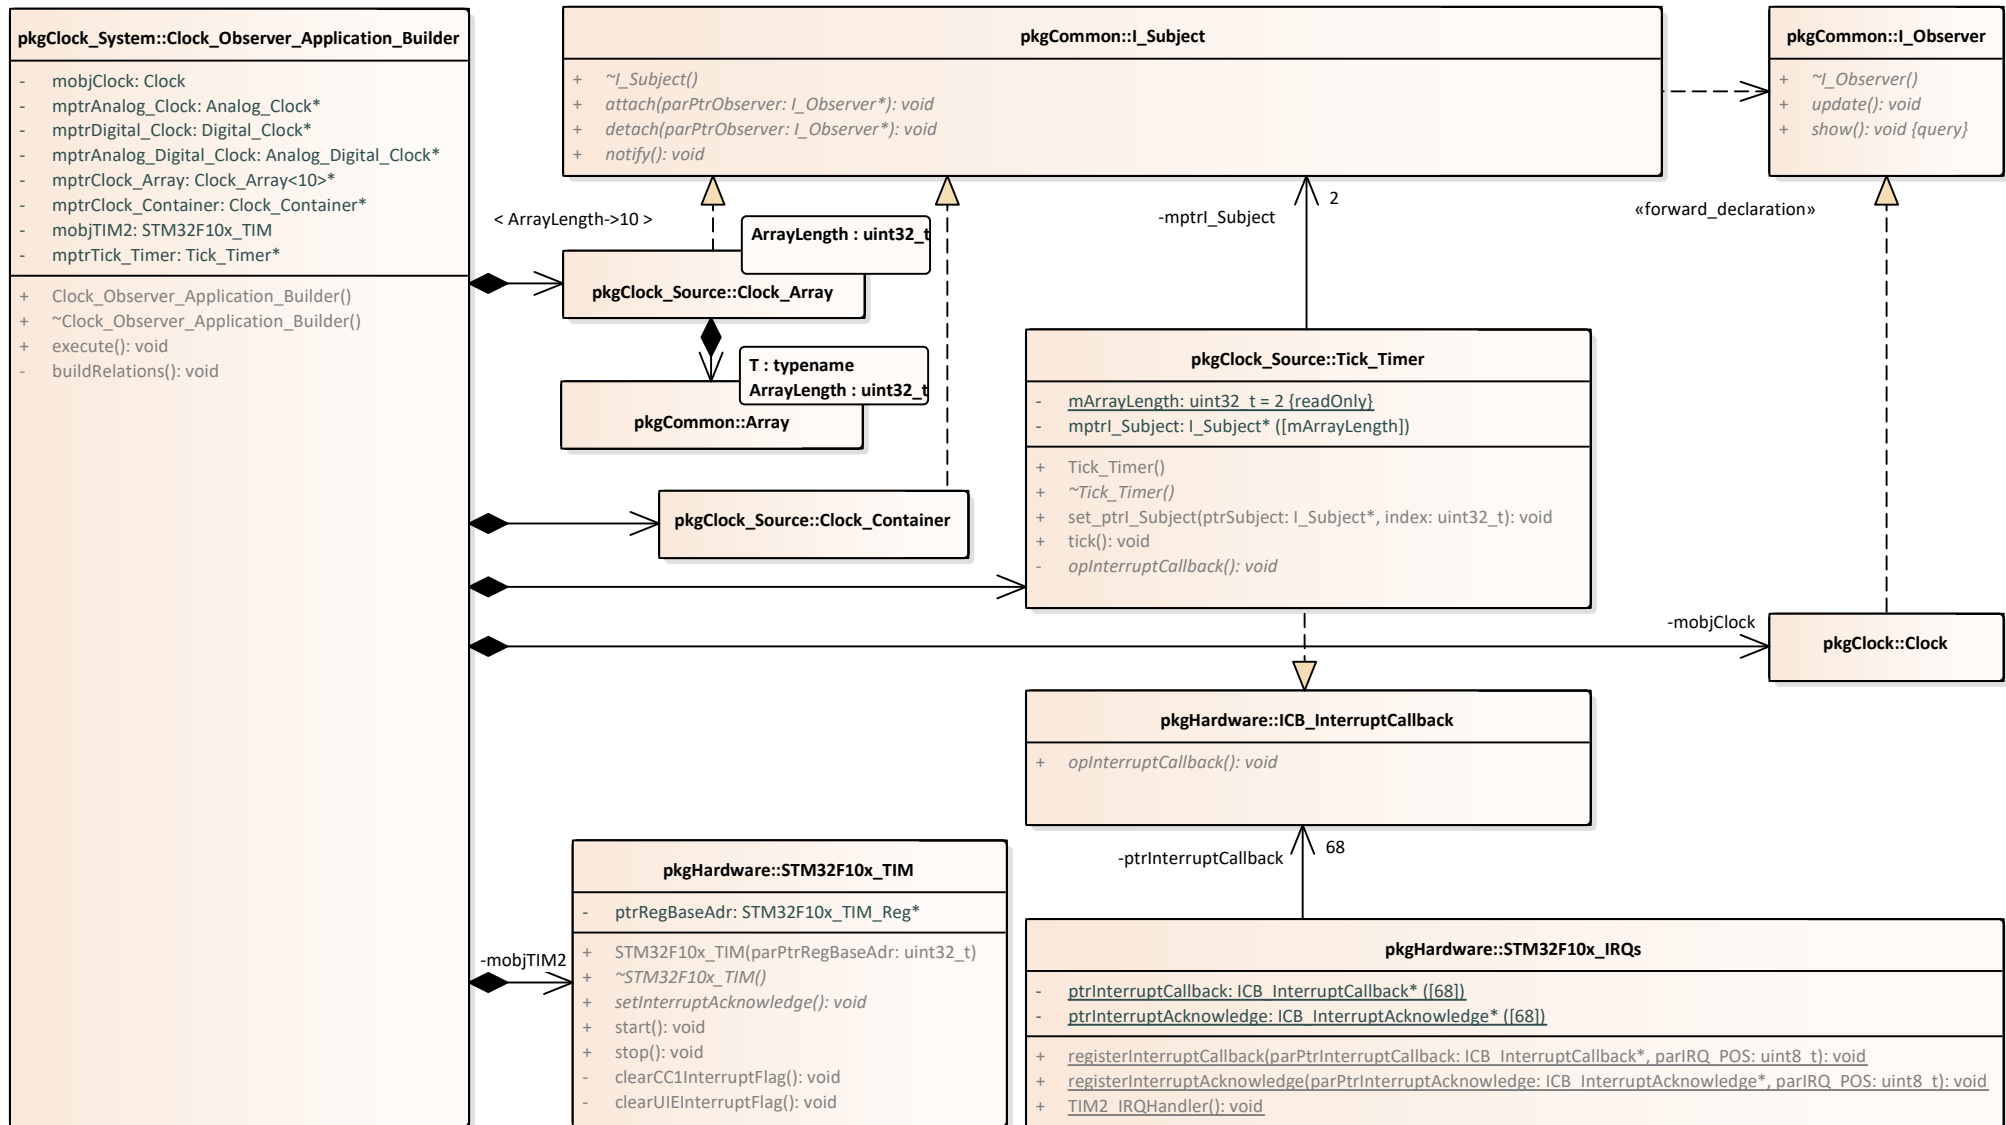 pkgClock_System::Clock_Observer_Application_Builder
- mobjClock: Clock
- mptrAnalog_Clock: Analog_Clock*
- mptrDigital_Clock: Digital_Clock*
- mptrAnalog_Digital_Clock: Analog_Digital_Clock*
- mptrClock_Array: Clock_Array<10>*
- mptrClock_Container: Clock_Container*
- mobjTIM2: STM32F10x_TIM
- mptrTick_Timer: Tick_Timer*
+ Clock_Observer_Application_Builder()
+ ~Clock_Observer_Application_Builder()
+ execute(): void
- buildRelations(): void
pkgCommon::I_Subject
+ ~I_Subject()
+ attach(parPtrObserver: I_Observer*): void
+ detach(parPtrObserver: I_Observer*): void
+ notify(): void
pkgCommon::I_Observer
+ ~I_Observer()
+ update(): void
+ show(): void {query}
< ArrayLength->10 >
ArrayLength : uint32_t
pkgClock_Source::Clock_Array
-mptrI_Subject
2
«forward_declaration»
T : typename
ArrayLength : uint32_t
pkgCommon::Array
pkgClock_Source::Clock_Container
pkgClock_Source::Tick_Timer
- mArrayLength: uint32_t = 2 {readOnly}
- mptrI_Subject: I_Subject* ([mArrayLength])
+ Tick_Timer()
+ ~Tick_Timer()
+ set_ptrI_Subject(ptrSubject: I_Subject*, index: uint32_t): void
+ tick(): void
- opInterruptCallback(): void
-mobjClock
pkgClock::Clock
pkgHardware::ICB_InterruptCallback
+ opInterruptCallback(): void
-ptrInterruptCallback
68
-mobjTIM2
pkgHardware::STM32F10x_TIM
- ptrRegBaseAdr: STM32F10x_TIM_Reg*
+ STM32F10x_TIM(parPtrRegBaseAdr: uint32_t)
+ ~STM32F10x_TIM()
+ setInterruptAcknowledge(): void
+ start(): void
+ stop(): void
- clearCC1InterruptFlag(): void
- clearUIEInterruptFlag(): void
pkgHardware::STM32F10x_IRQs
- ptrInterruptCallback: ICB_InterruptCallback* ([68])
- ptrInterruptAcknowledge: ICB_InterruptAcknowledge* ([68])
+ registerInterruptCallback(parPtrInterruptCallback: ICB_InterruptCallback*, parIRQ_POS: uint8_t): void
+ registerInterruptAcknowledge(parPtrInterruptAcknowledge: ICB_InterruptAcknowledge*, parIRQ_POS: uint8_t): void
+ TIM2_IRQHandler(): void